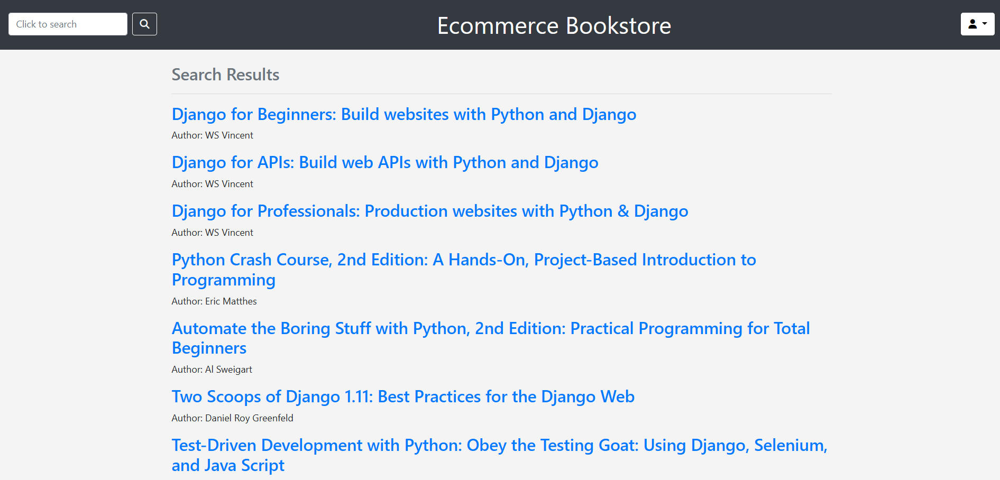 Click to search
Ecommerce Bookstore
Search Results
Django for Beginners: Build websites with Python and Django
Author: WS Vincent
Django for APIs: Build web APIs with Python and Django
Author: WS Vincent
Django for Professionals: Production websites with Python & Django
Author: WS Vincent
Python Crash Course, 2nd Edition: A Hands-On, Project-Based Introduction to
Programming
Author: Eric Matthes
Automate the Boring Stuff with Python, 2nd Edition: Practical Programming for Total
Beginners
Author: Al Sweigart
Two Scoops of Django 1.11: Best Practices for the Django Web
Author: Daniel Roy Greenfeld
Test-Driven Development with Python: Obey the Testing Goat: Using Django, Selenium,
and Java Script